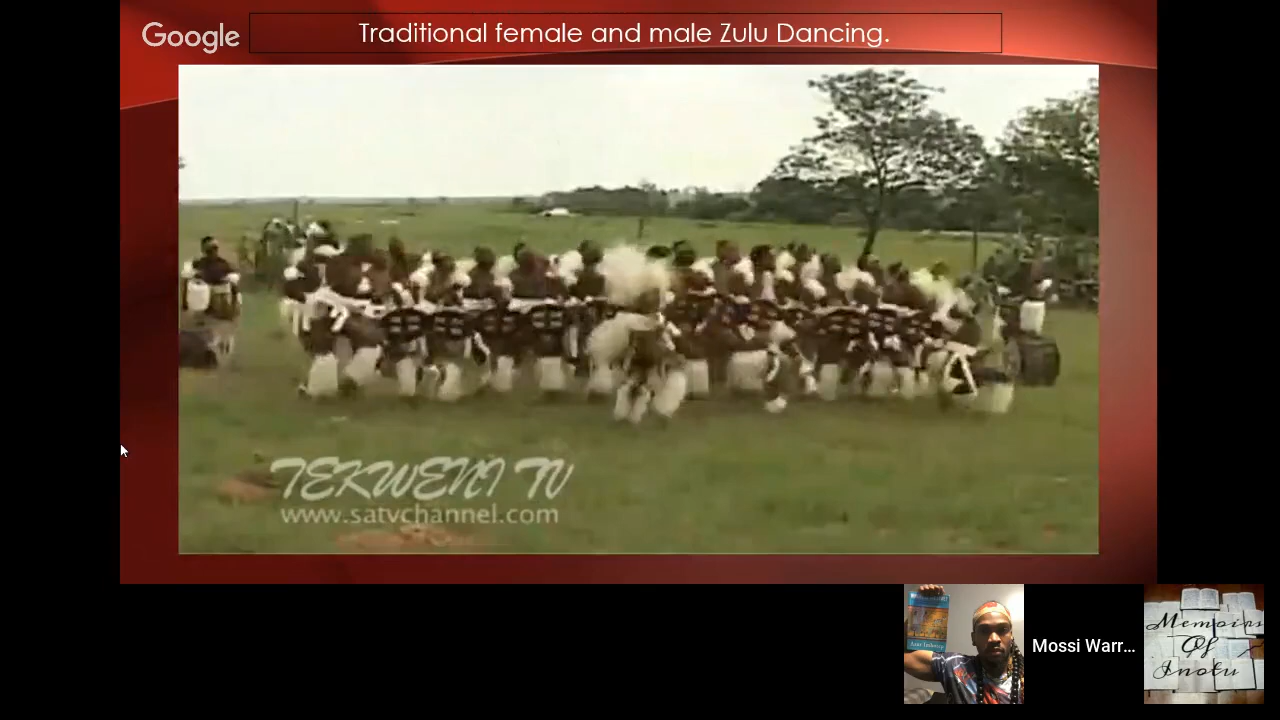 Google
Traditional female and male Zulu Dancing.
TEKWENI TV
www.satvchannel.com
Mossi Warr...
Memoirs
Of
Inotu